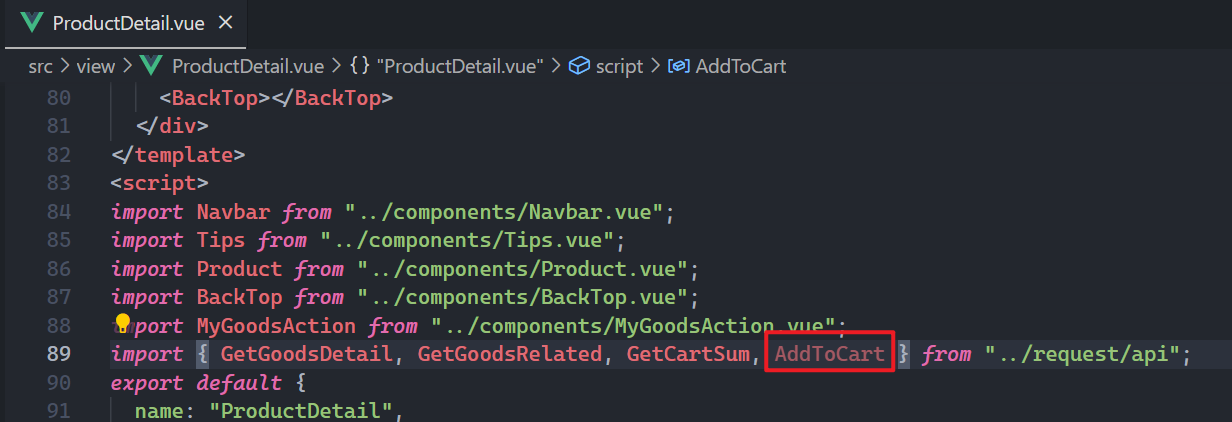 ProductDetail.vue
src > view > ProductDetail.vue > {} "ProductDetail.vue" > script > AddToCart
80 <BackTop></BackTop>
81 </div>
82 </template>
83 <script>
84 import Navbar from "../components/Navbar.vue";
85 import Tips from "../components/Tips.vue";
86 import Product from "../components/Product.vue";
87 import BackTop from "../components/BackTop.vue";
88 import MyGoodsAction from "../components/MyGoodsAction.vue";
89 import { GetGoodsDetail, GetGoodsRelated, GetCartSum, AddToCart } from "../request/api";
90 export default {
91 name: "ProductDetail",